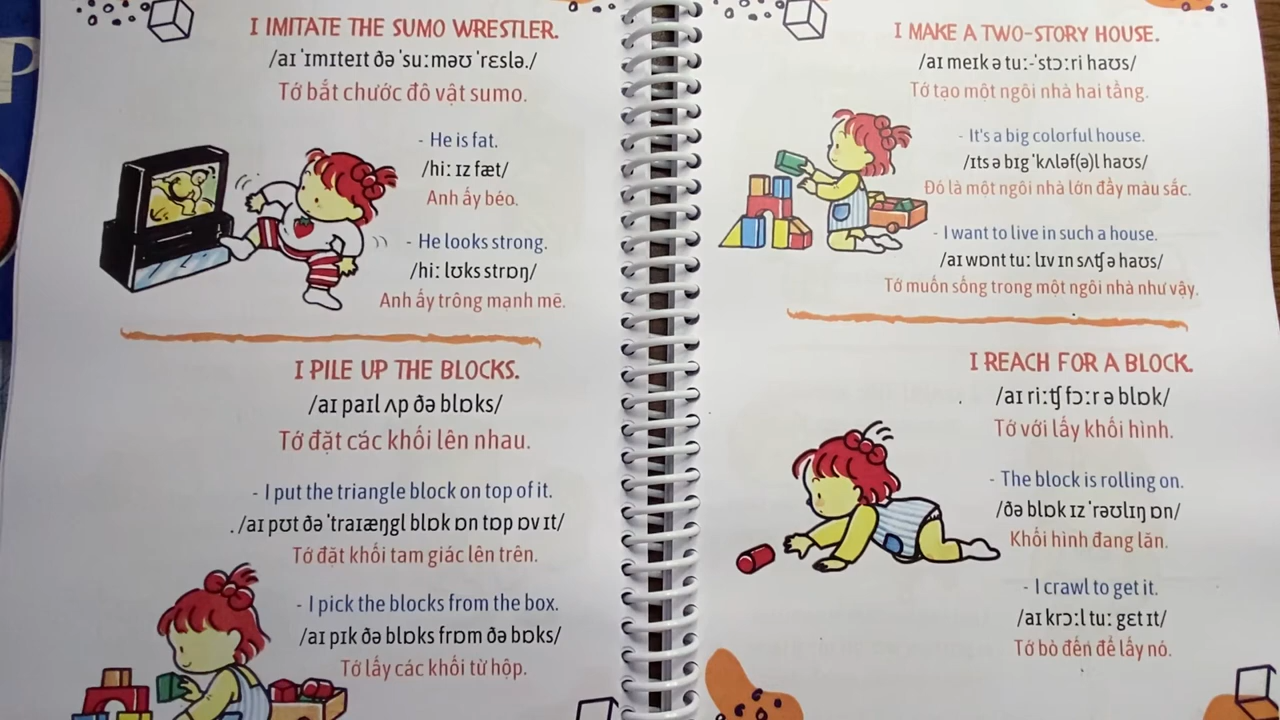 I IMITATE THE SUMO WRESTLER.
/aɪ ˈɪmɪteɪt ðə ˈsuːməʊ ˈrɛslə./
Tớ bắt chước đô vật sumo.
- He is fat.
/hiː ɪz fæt/
Anh ấy béo.
- He looks strong.
/hiː lʊks strɒŋ/
Anh ấy trông mạnh mẽ.
I PILE UP THE BLOCKS.
/aɪ paɪl ʌp ðə blɒks/
Tớ đặt các khối lên nhau.
- I put the triangle block on top of it.
/aɪ pʊt ðə ˈtraɪæŋgl blɒk ɒn tɒp ɒv ɪt/
Tớ đặt khối tam giác lên trên.
- I pick the blocks from the box.
/aɪ pɪk ðə blɒks frɒm ðə bɒks/
Tớ lấy các khối từ hộp.
I MAKE A TWO-STORY HOUSE.
/aɪ meɪk ə tuː-ˈstɔːri haʊs/
Tớ tạo một ngôi nhà hai tầng.
- It's a big colorful house.
/ɪts ə bɪg ˈkʌləf(ə)l haʊs/
Đó là một ngôi nhà lớn đầy màu sắc.
- I want to live in such a house.
/aɪ wɒnt tuː lɪv ɪn sʌʧ ə haʊs/
Tớ muốn sống trong một ngôi nhà như vậy.
I REACH FOR A BLOCK.
/aɪ riːʧ fɔːr ə blɒk/
Tớ với lấy khối hình.
- The block is rolling on.
/ðə blɒk ɪz ˈrəʊlɪŋ ɒn/
Khối hình đang lăn.
- I crawl to get it.
/aɪ krɔːl tuː gɛt ɪt/
Tớ bò đến để lấy nó.